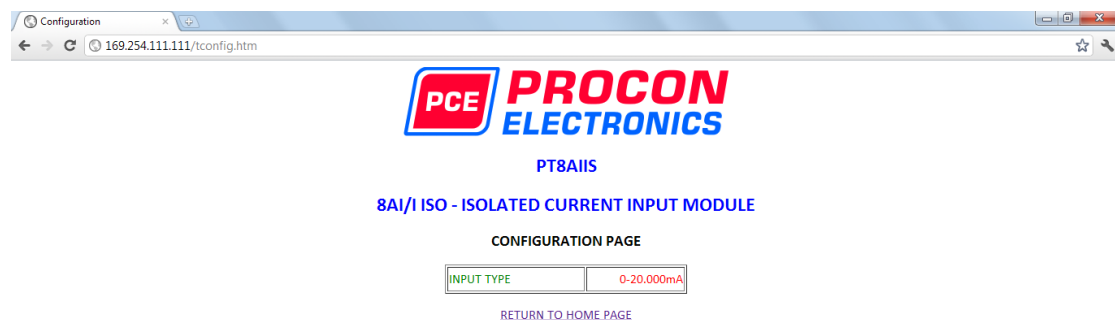 Configuration
169.254.111.111/tconfig.htm
PCE PROCON
ELECTRONICS
PT8AIIS
8AI/I ISO - ISOLATED CURRENT INPUT MODULE
CONFIGURATION PAGE
INPUT TYPE 0-20.000mA
RETURN TO HOME PAGE